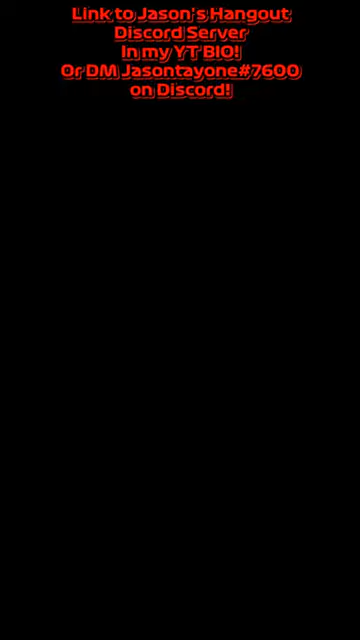 Link to Jason's Hangout
Discord Server
In my YT BIO!
Or DM Jasontayone#7600
on Discord!